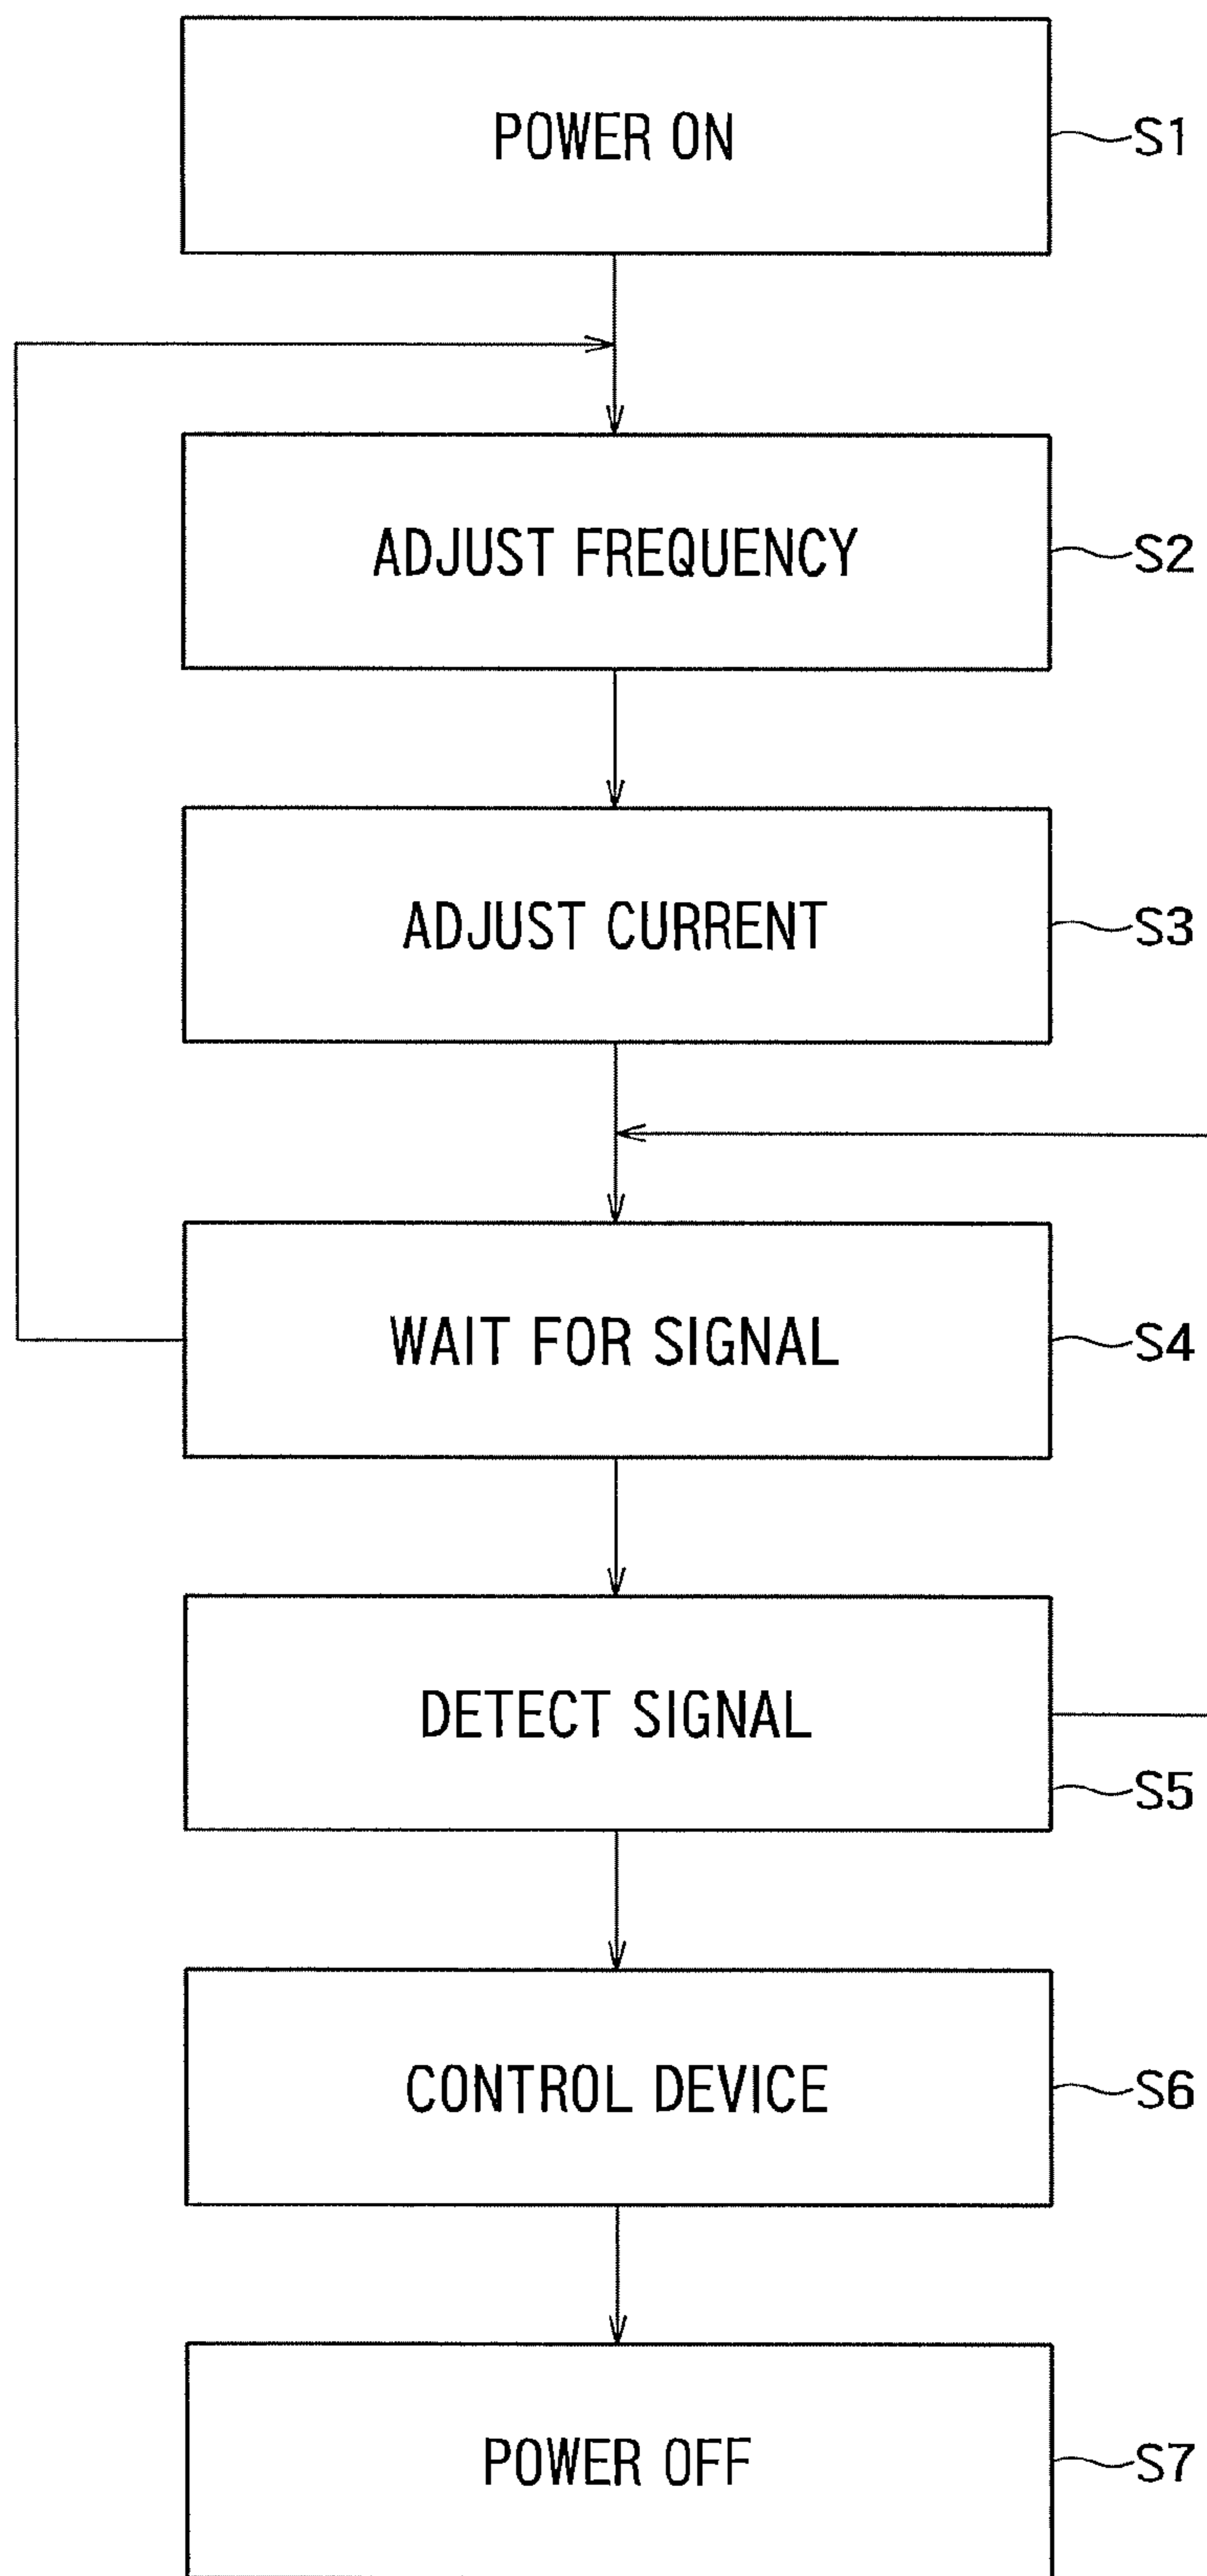 POWER ON
S1
ADJUST FREQUENCY
S2
ADJUST CURRENT
S3
WAIT FOR SIGNAL
S4
DETECT SIGNAL
S5
CONTROL DEVICE
S6
POWER OFF
S7